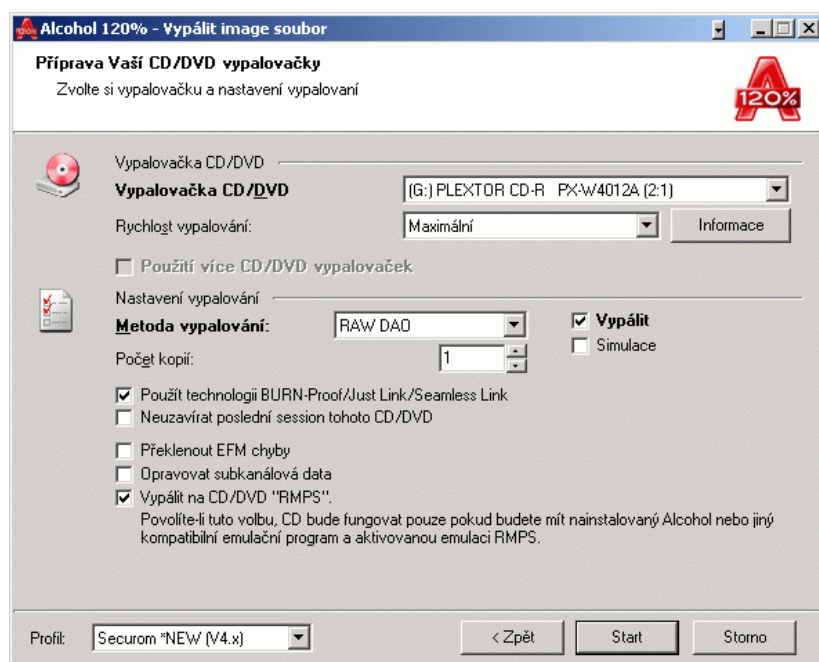 Alcohol 120% - Vypálit image soubor
Příprava Vaší CD/DVD vypalovačky
Zvolte si vypalovačku a nastavení vypalovaní
120%
Vypalovačka CD/DVD
Vypalovačka CD/DVD (G:) PLEXTOR CD-R PX-W4012A (2:1)
Rychlost vypalování: Maximální Informace
Použití více CD/DVD vypalovaček
Nastavení vypalování
Metoda vypalování: RAW DAO Vypálit
Simulace
Počet kopií: 1
Použít technologii BURN-Proof/Just Link/Seamless Link
Neuzavírat poslední session tohoto CD/DVD
Překlenout EFM chyby
Opravovat subkanálová data
Vypálit na CD/DVD "RMPS".
Povolíte-li tuto volbu, CD bude fungovat pouze pokud budete mít nainstalovaný Alcohol nebo jiný
kompatibilní emulační program a aktivovanou emulaci RMPS.
Profil: Securom *NEW (V4.x) < Zpět Start Storno